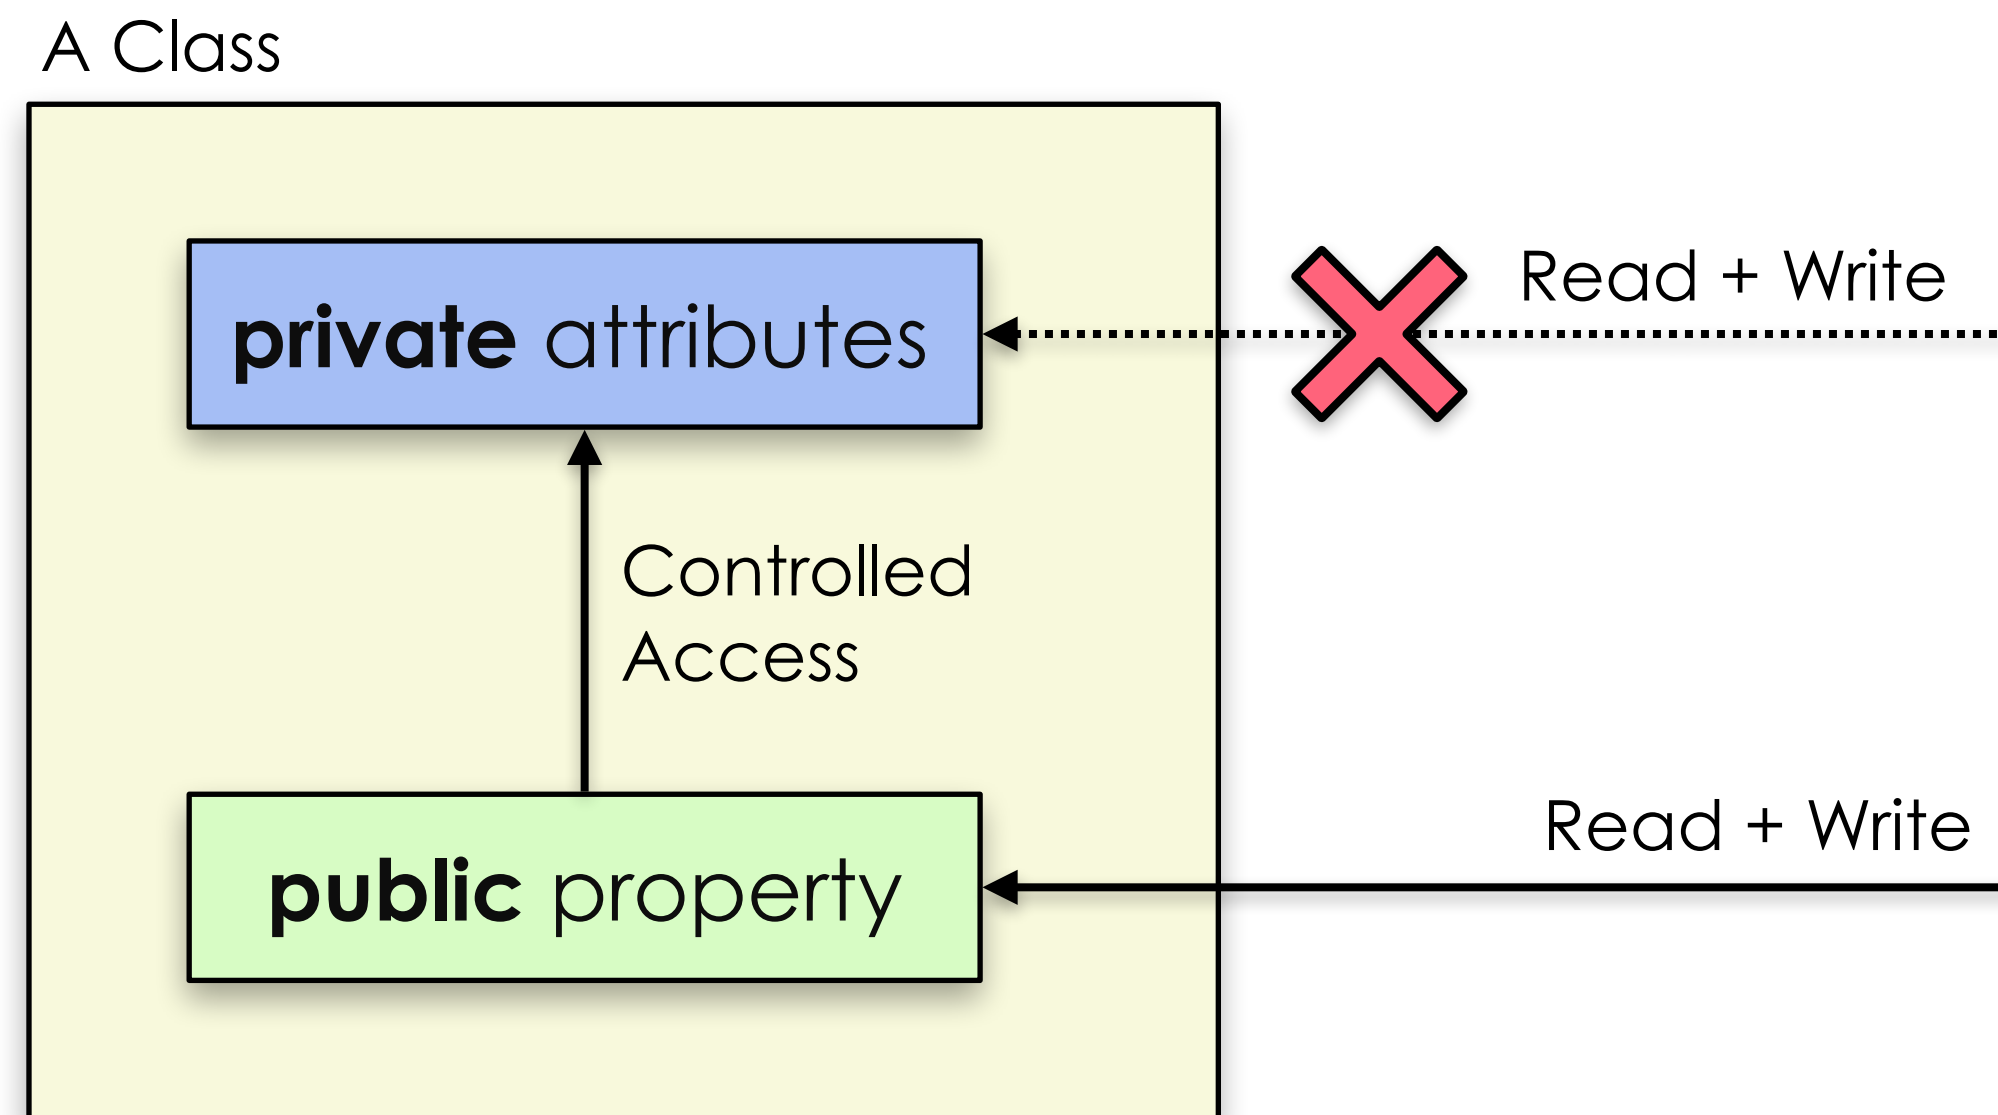 A Class
private attributes
Read + Write
Controlled
Access
public property
Read + Write